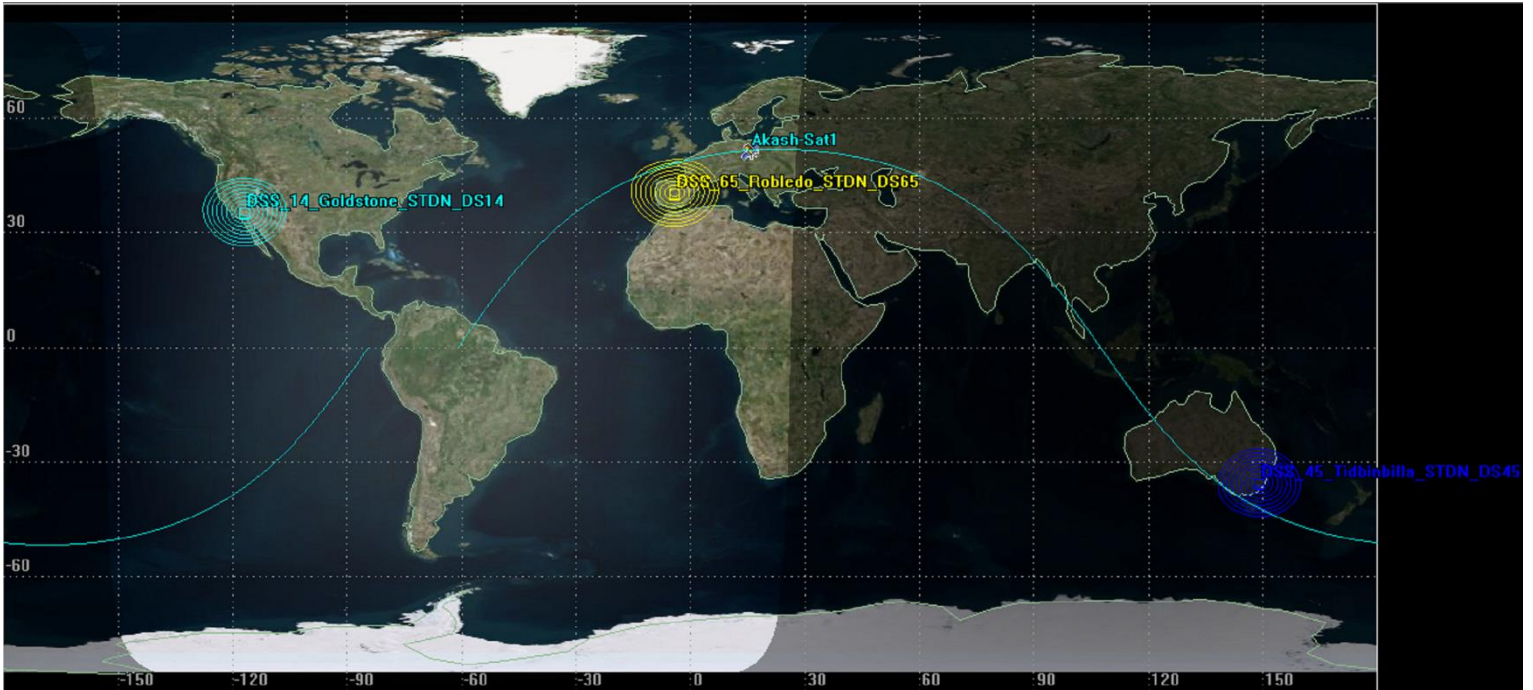 60
Akash-Sat1
DSS_65_Robledo_STDN_DS65
DSS_14_Goldstone_STDN_DS14
30
0
-30
DSS_45_Tidbinbilla_STDN_DS45
-60
-150 -120 -90 -60 -30 0 30 60 90 120 150